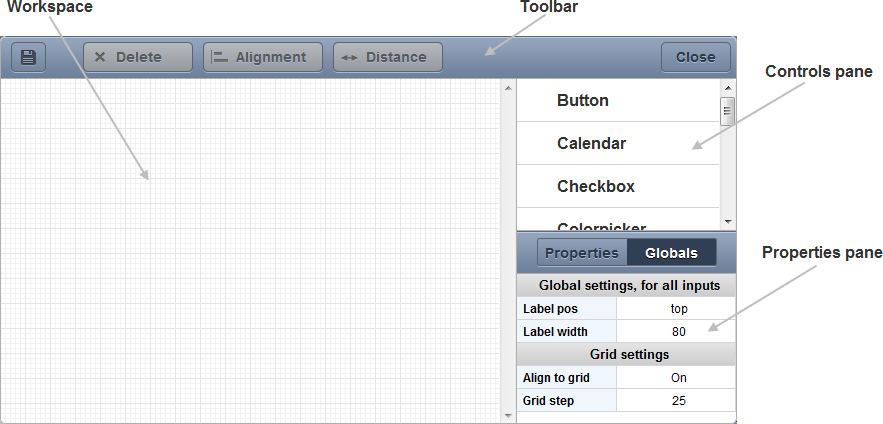 Workspace
Toolbar
Delete
Alignment
Distance
Close
Controls pane
Button
Calendar
Checkbox
Colorpicker
Properties
Globals
Properties pane
Global settings, for all inputs
Label pos top
Label width 80
Grid settings
Align to grid On
Grid step 25